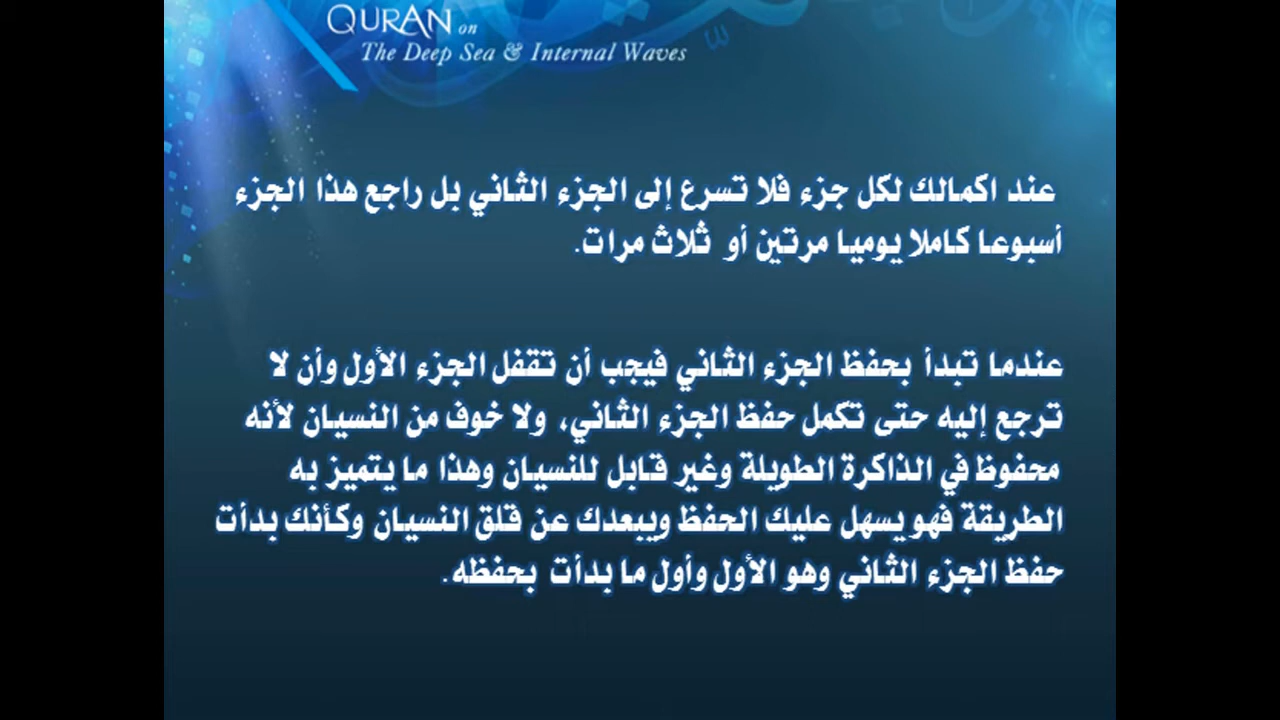 QURAN on
The Deep Sea & Internal Waves
عند اكمالك لكل جزء فلا تسرع إلى الجزء الثاني بل راجع هذا الجزء
أسبوعا كاملا يوميا مرتين أو ثلاث مرات.
عندما تبدأ بحفظ الجزء الثاني فيجب أن تقفل الجزء الأول وأن لا
ترجع إليه حتى تكمل حفظ الجزء الثاني، ولا خوف من النسيان لأنه
محفوظ في الذاكرة الطويلة وغير قابل للنسيان وهذا ما يتميز به
الطريقة فهو يسهل عليك الحفظ ويبعدك عن قلق النسيان وكأنك بدأت
حفظ الجزء الثاني وهو الأول وأول ما بدأت بحفظه.